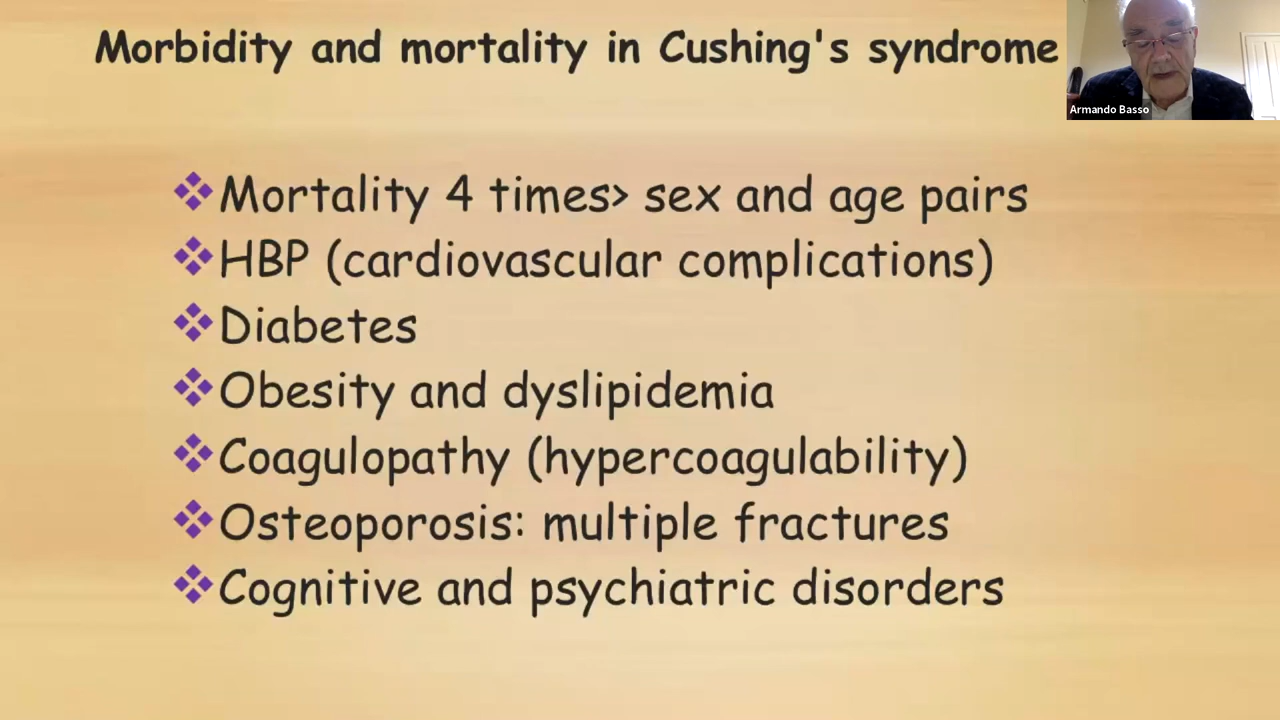 Morbidity and mortality in Cushing's syndrome
Armando Basso
Mortality 4 times> sex and age pairs
HBP (cardiovascular complications)
Diabetes
Obesity and dyslipidemia
Coagulopathy (hypercoagulability)
Osteoporosis: multiple fractures
Cognitive and psychiatric disorders